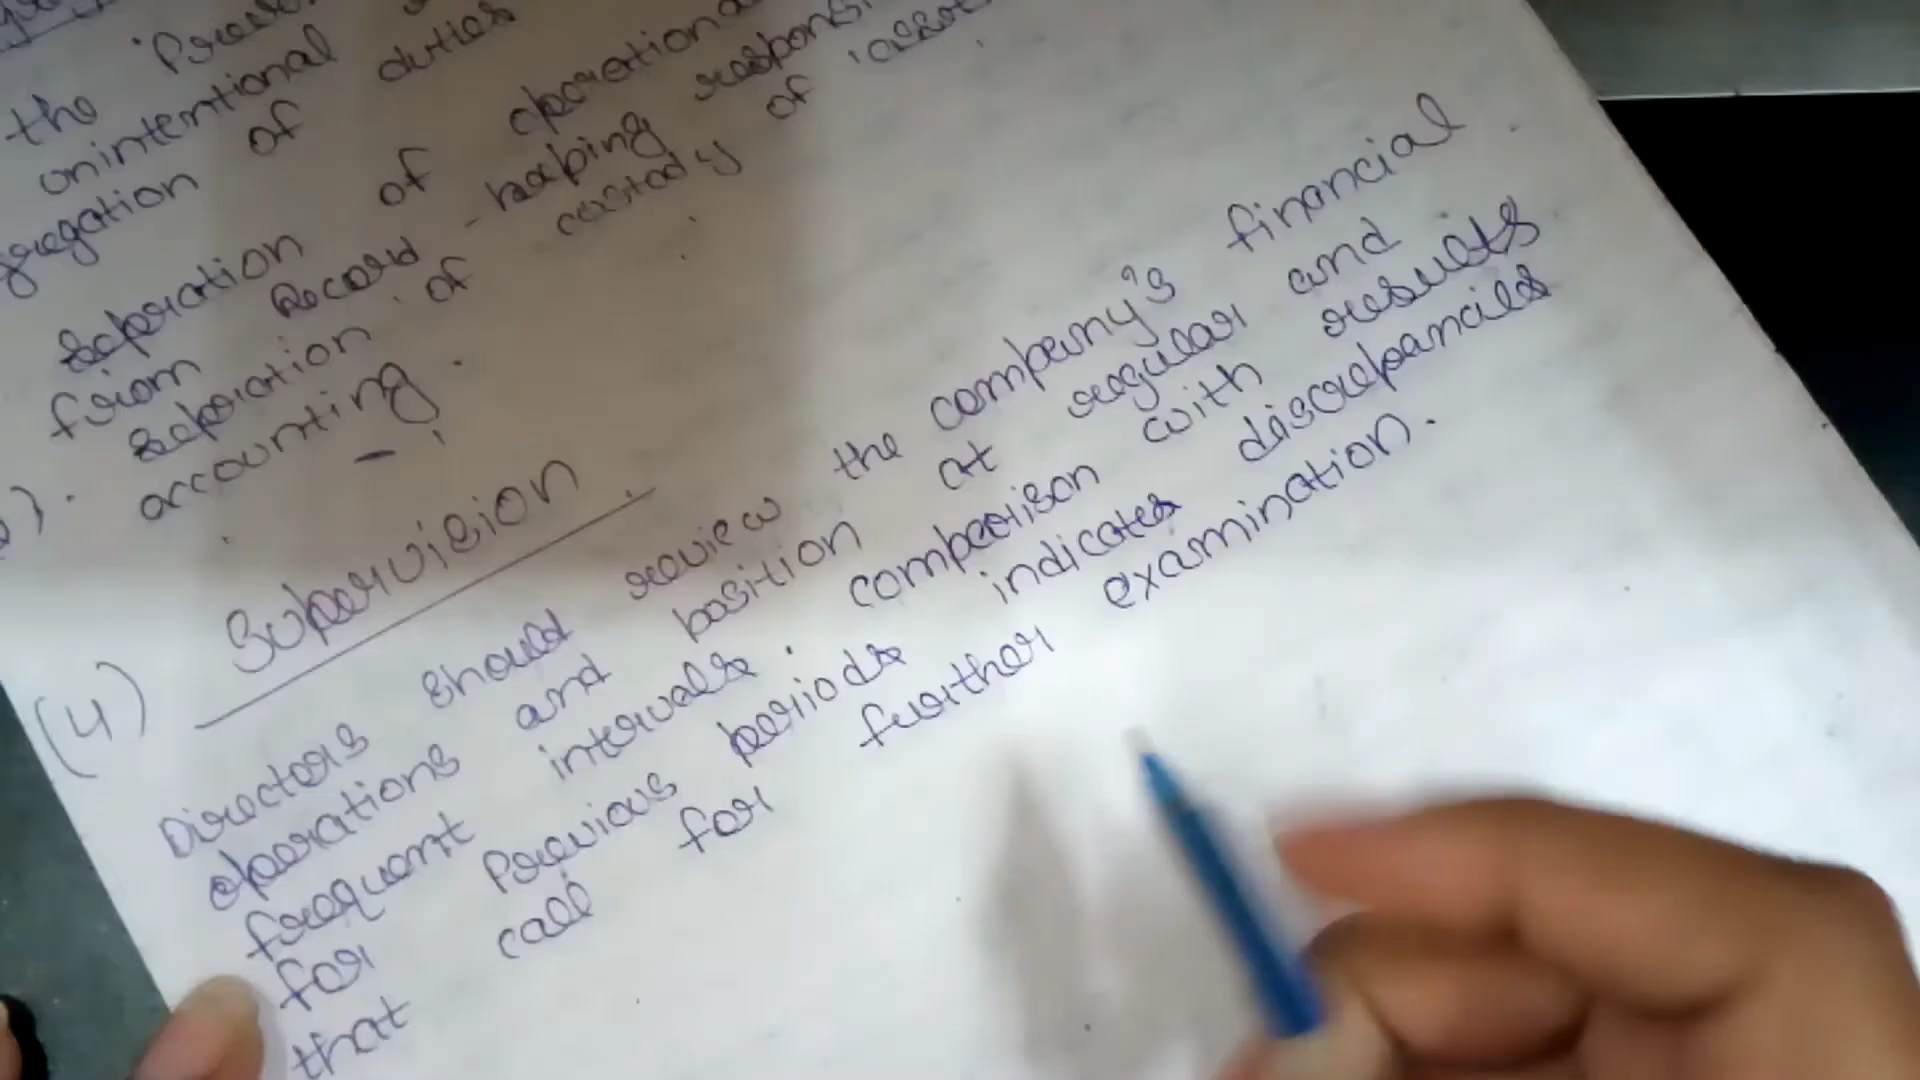 the
unintentional
of duties
Seperation of operational
from Record - keeping
Seperation of custody of
accounting.
(4) Supervision.
Directors should review the company's financial
operations and position at regular and
frequent intervals. comparison with results
for Previous periods indicates discrepancies
that call for further examination.